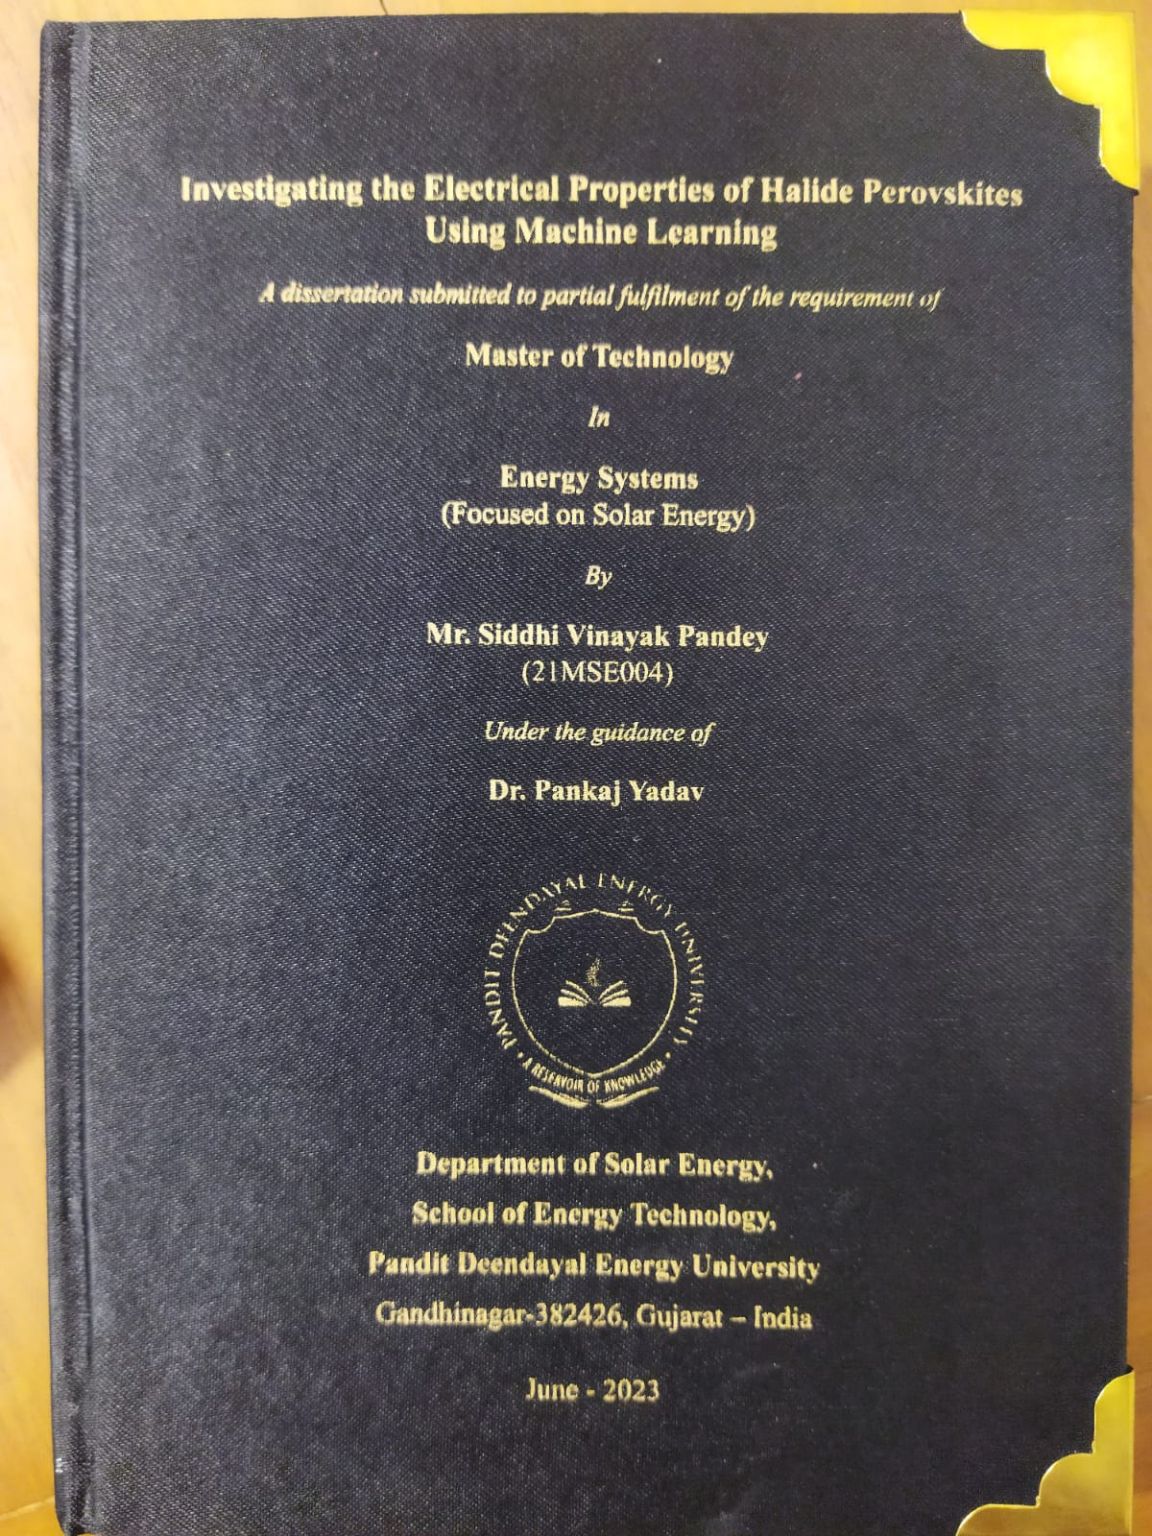 Investigating the Electrical Properties of Halide Perovskites
Using Machine Learning
A dissertation submitted to partial fulfilment of the requirement of
Master of Technology
In
Energy Systems
(Focused on Solar Energy)
By
Mr. Siddhi Vinayak Pandey
(21MSE004)
Under the guidance of
Dr. Pankaj Yadav
PANDIT DEENDAYAL ENERGY UNIVERSITY
A RESERVOIR OF KNOWLEDGE
Department of Solar Energy,
School of Energy Technology,
Pandit Deendayal Energy University
Gandhinagar-382426, Gujarat – India
June - 2023